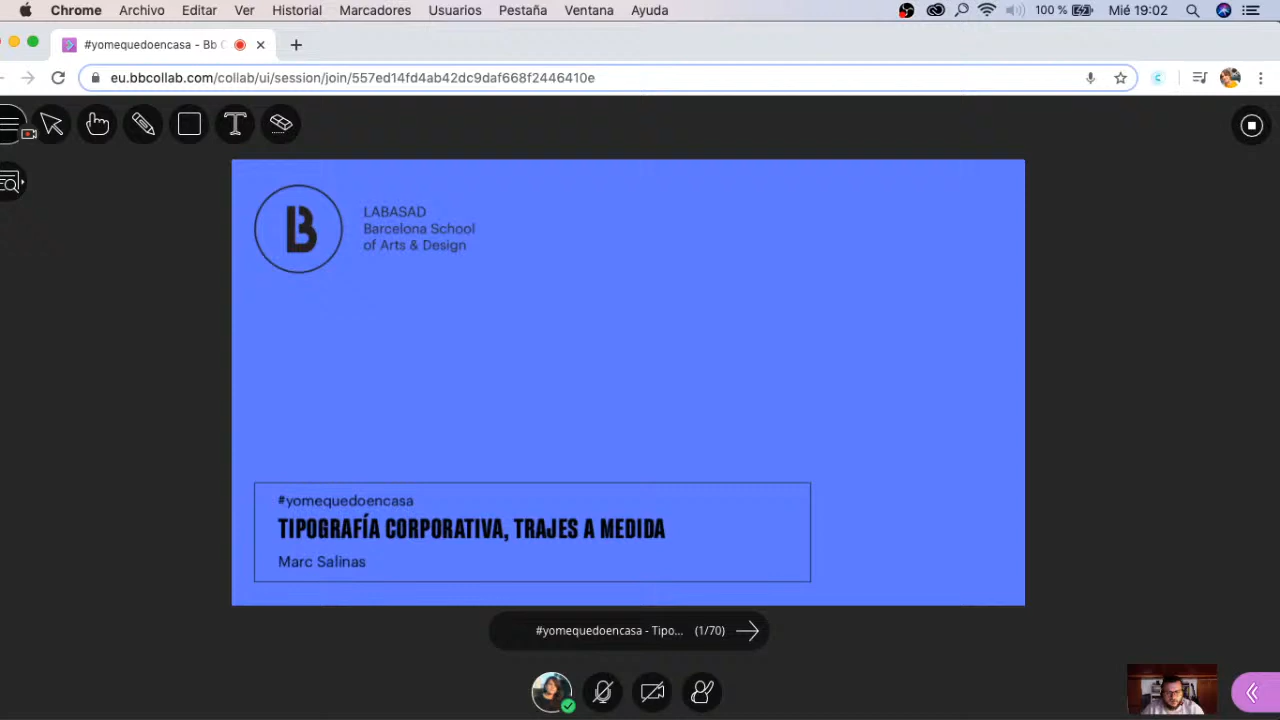 Chrome Archivo Editar Ver Historial Marcadores Usuarios Pestaña Ventana Ayuda 100 % Mié 19:02
#yomequedoencasa - Bb
eu.bbcollab.com/collab/ui/session/join/557ed14fd4ab42dc9daf668f2446410e
T
B
LABASAD
Barcelona School
of Arts & Design
#yomequedoencasa
TIPOGRAFÍA CORPORATIVA, TRAJES A MEDIDA
Marc Salinas
#yomequedoencasa - Tipo... (1/70)